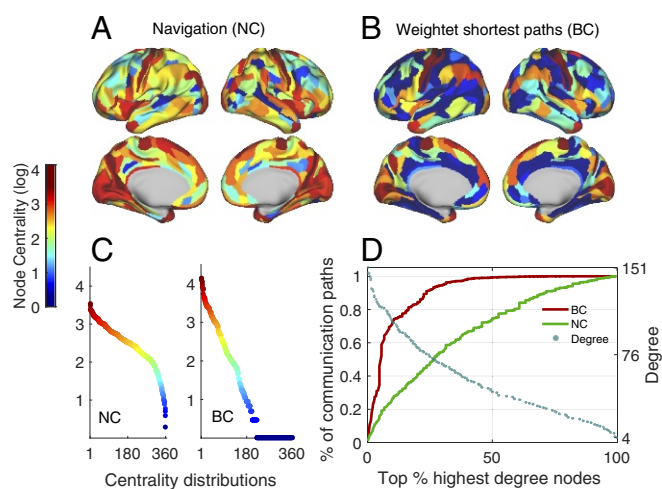 A Navigation (NC)
B Weightet shortest paths (BC)
Node Centrality (log)
4
3
2
1
0
C
4
3
2
1
NC
1 180 360
4
3
2
1
BC
1 180 360
Centrality distributions
D
% of communication paths
1
0.8
0.6
0.4
0.2
0
BC
NC
Degree
151
76
4
Degree
0 50 100
Top % highest degree nodes